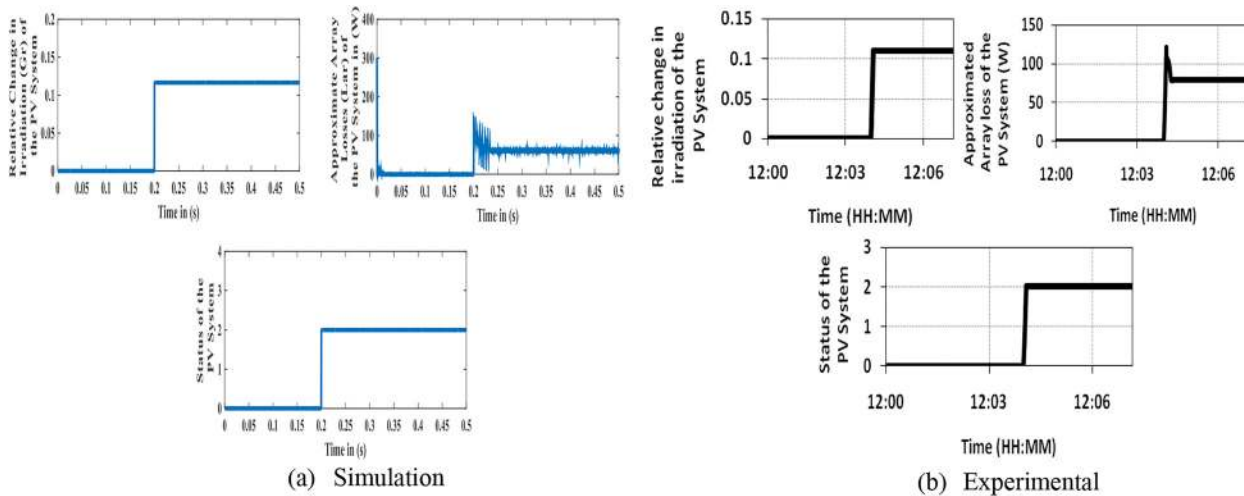 Relative Change in
Irradiation (Gr) of
the PV System
0.2
0.15
0.1
0.05
0
0 0.05 0.1 0.15 0.2 0.25 0.3 0.35 0.4 0.45 0.5
Time in (s)
Approximate Array
Losses (Lar) of
the PV System in (W)
400
300
200
100
0
0 0.05 0.1 0.15 0.2 0.25 0.3 0.35 0.4 0.45 0.5
Time in (s)
Status of the
PV System
4
3
2
1
0
0 0.05 0.1 0.15 0.2 0.25 0.3 0.35 0.4 0.45 0.5
Time in (s)
(a) Simulation
Relative change in
irradiation of the
PV System
0.15
0.1
0.05
0
12:00 12:03 12:06
Time (HH:MM)
Approximated
Array loss of the
PV System (W)
150
100
50
0
12:00 12:03 12:06
Time (HH:MM)
Status of the
PV System
3
2
1
0
12:00 12:03 12:06
Time (HH:MM)
(b) Experimental